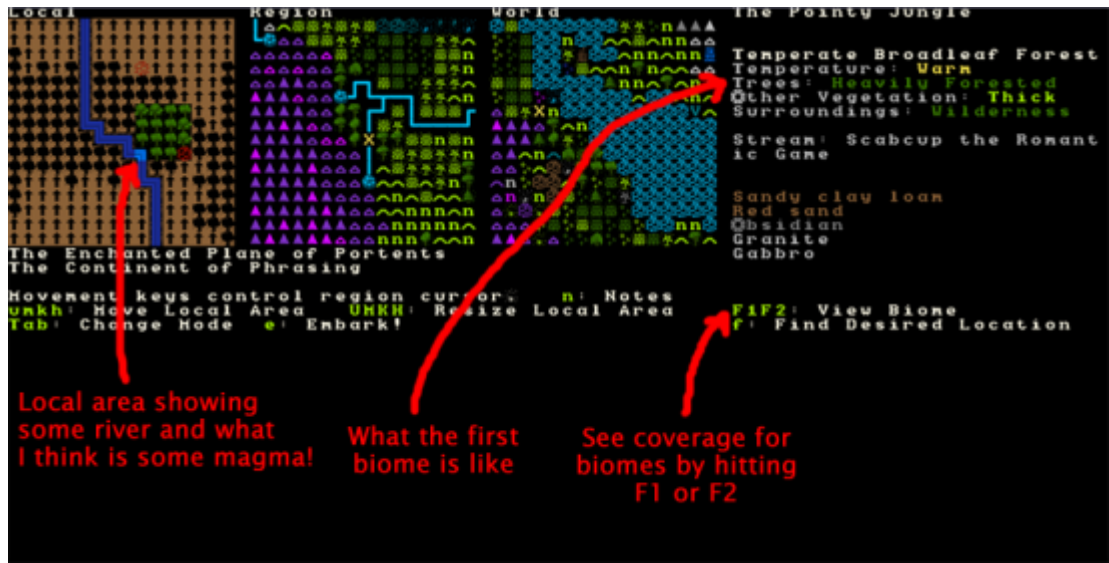 Local Region World The Pointy Jungle
Temperate Broadleaf Forest
Temperature: Warm
Trees: Heavily Forested
Other Vegetation: Thick
Surroundings: Wilderness
Stream: Scabcup the Romant
ic Game
Sandy clay loam
Red sand
Obsidian
Granite
Gabbro
The Enchanted Plane of Portents
The Continent of Phrasing
Movement keys control region cursor. n: Notes
umkh: Move Local Area UMKH: Resize Local Area F1F2: View Biome
Tab: Change Mode e: Embark! f: Find Desired Location
Local area showing
some river and what
I think is some magma!
What the first
biome is like
See coverage for
biomes by hitting
F1 or F2